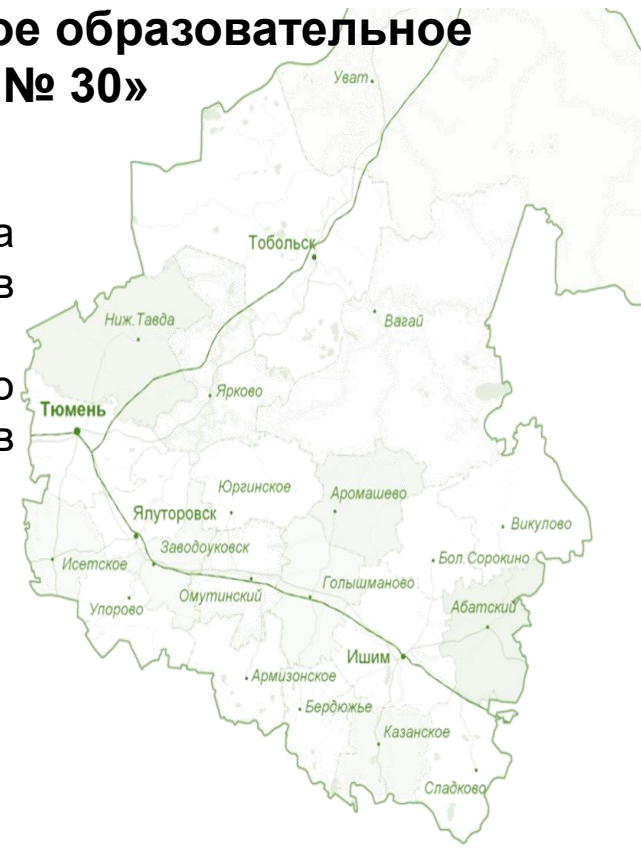 ое образовательное
№ 30»
Уват
а
Тобольск
в
Ниж.Тавда
Вагай
о
Ярково
Тюмень
в
Юргинское
Аромашево
Ялуторовск
Викулово
Заводоуковск
Бол.Сорокино
Исетское
Голышманово
Омутинский
Упорово
Абатский
Ишим
Армизонское
Бердюжье
Казанское
Сладково